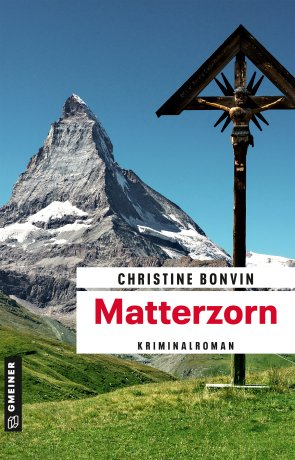 CHRISTINE BONVIN
Matterzorn
KRIMINALROMAN
GMEINER